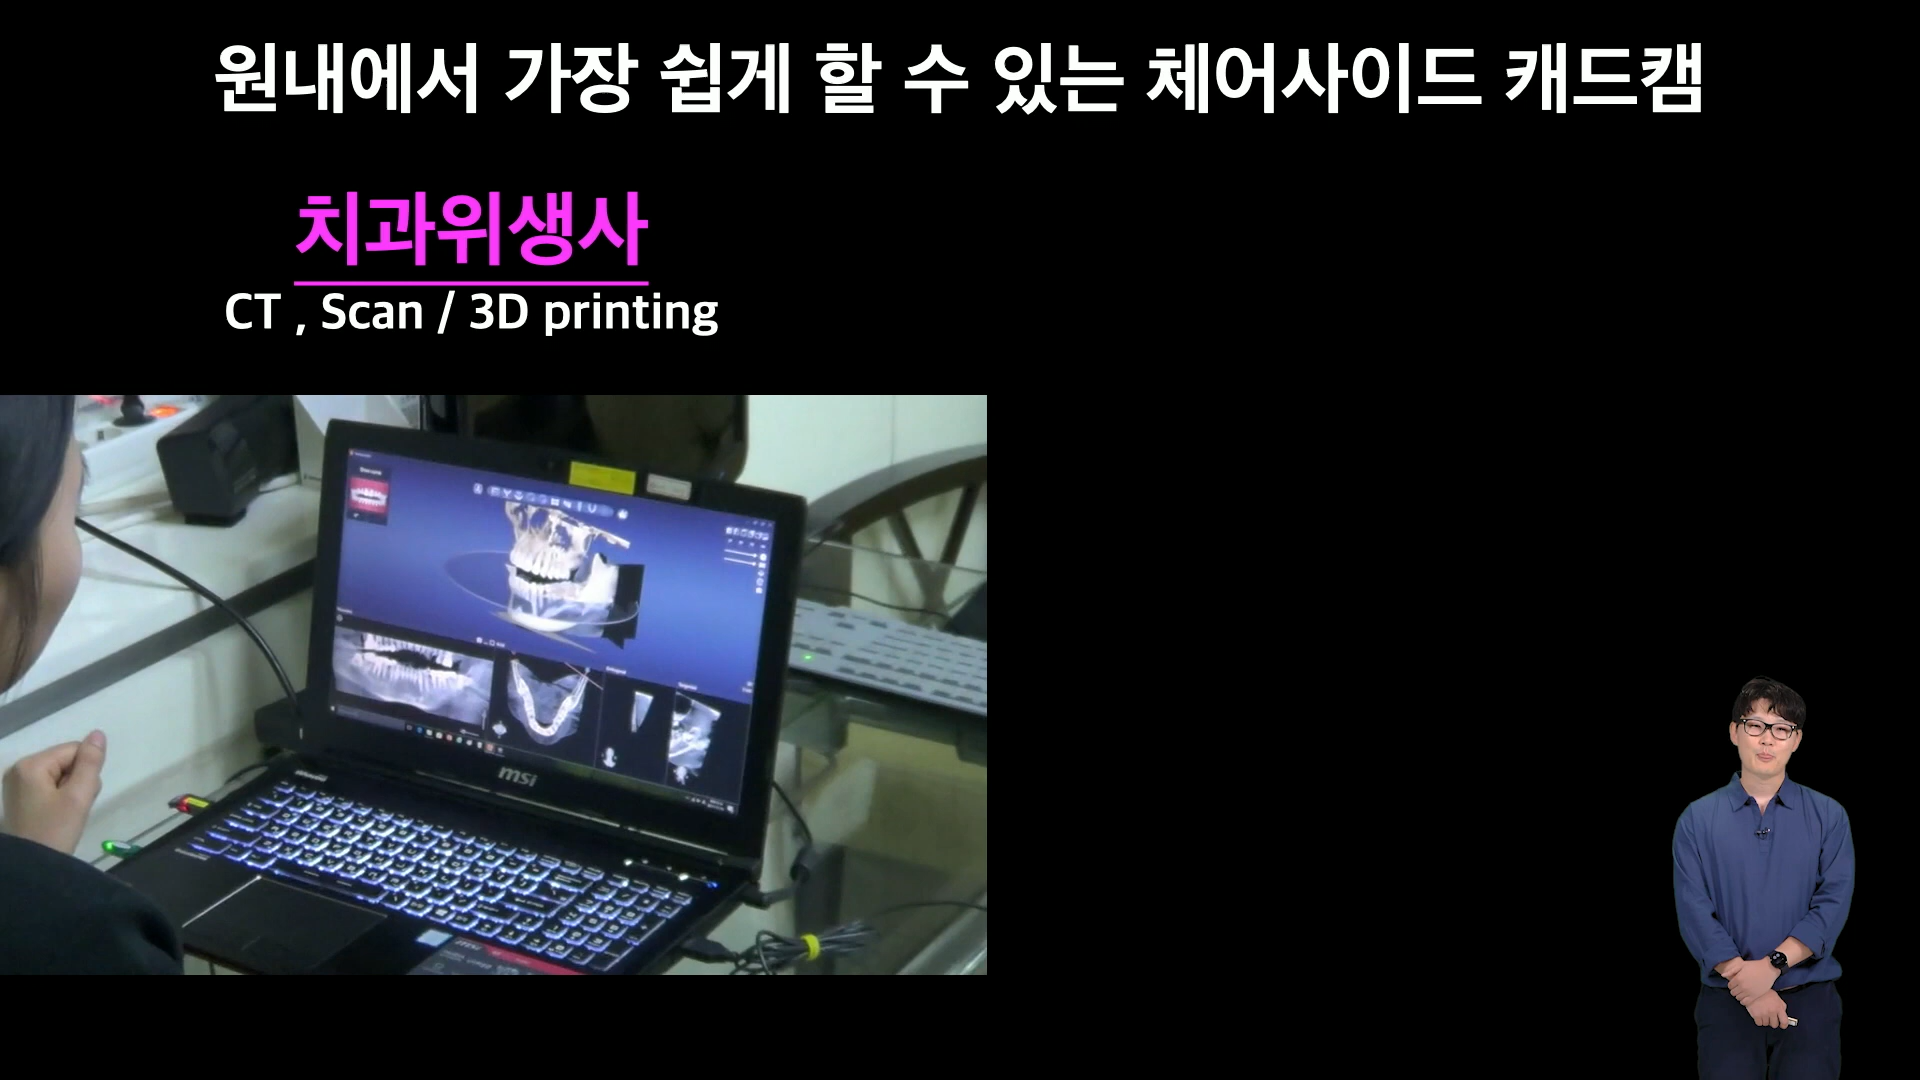 원내에서 가장 쉽게 할 수 있는 체어사이드 캐드캠
치과위생사
CT , Scan / 3D printing
msi